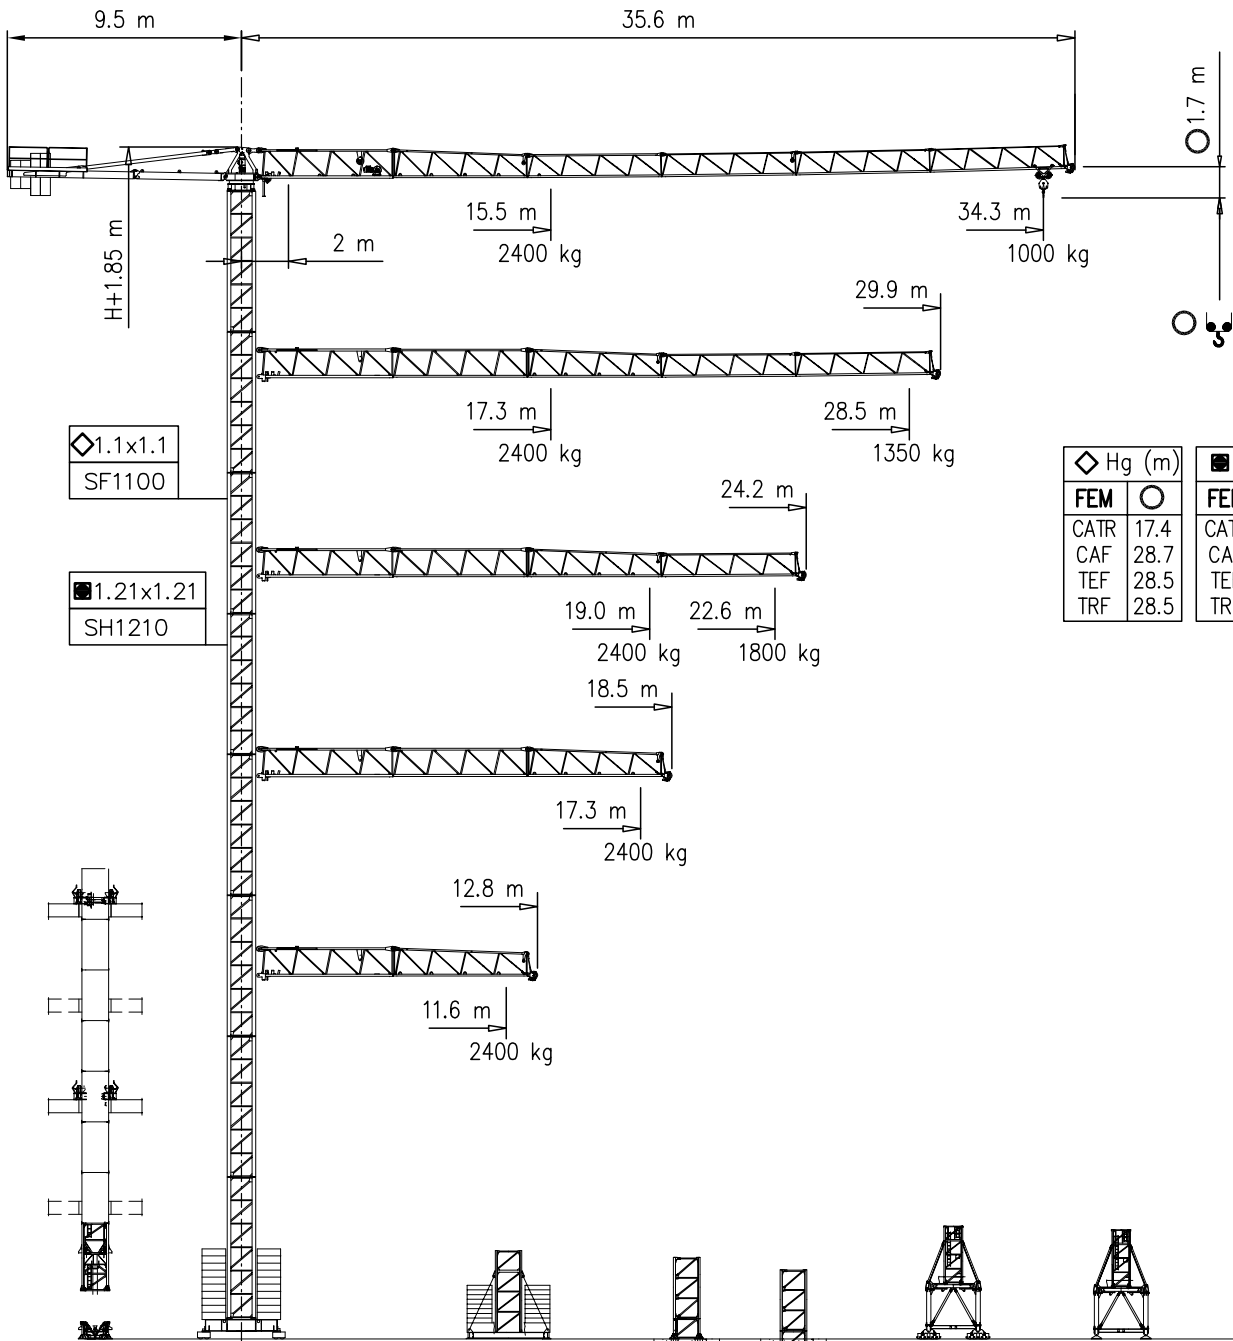 9.5 m
35.6 m
1.7 m
H+1.85 m
2 m
15.5 m
2400 kg
34.3 m
1000 kg
29.9 m
17.3 m
2400 kg
28.5 m
1350 kg
1.1x1.1
SF1100
24.2 m
Hg (m)
FEM
CATR 17.4
CAF 28.7
TEF 28.5
TRF 28.5
1.21x1.21
SH1210
19.0 m
2400 kg
22.6 m
1800 kg
18.5 m
17.3 m
2400 kg
12.8 m
11.6 m
2400 kg